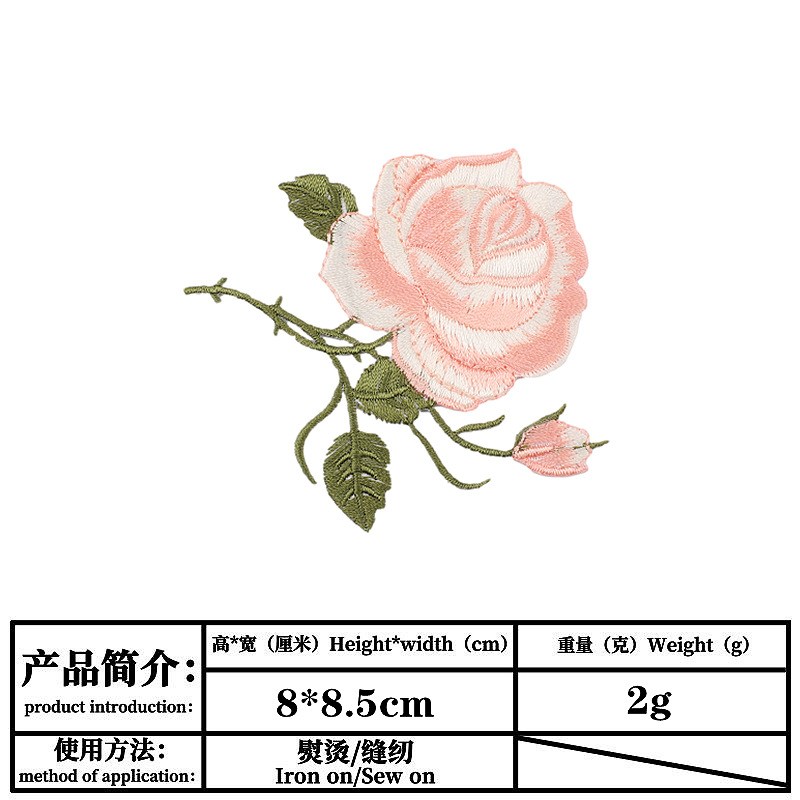 产品简介：
product introduction:
高*宽（厘米）Height*width（cm）
重量（克）Weight（g）
8*8.5cm
2g
使用方法：
method of application:
熨烫/缝纫
Iron on/Sew on